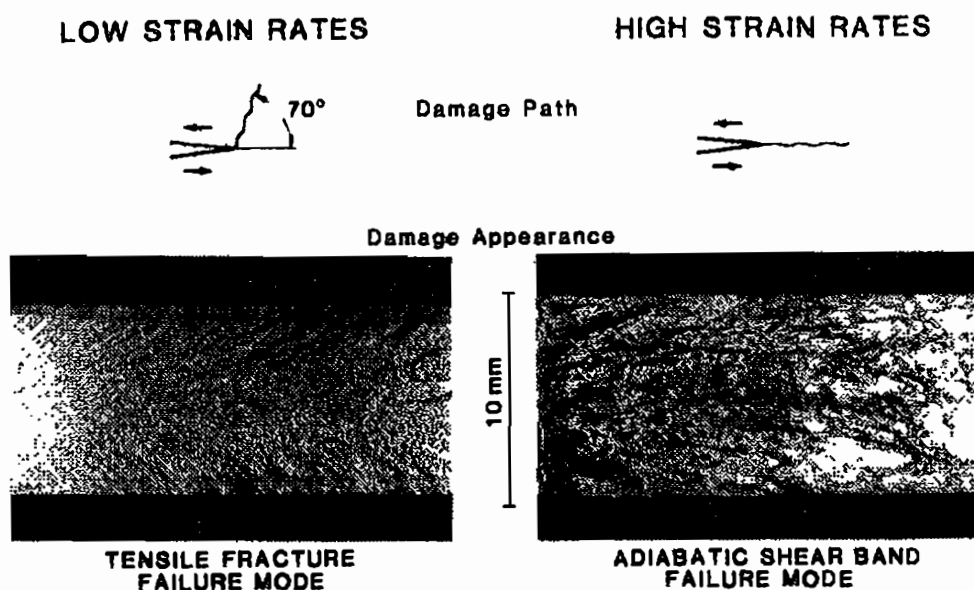 LOW STRAIN RATES
HIGH STRAIN RATES
70°
Damage Path
Damage Appearance
10 mm
TENSILE FRACTURE
FAILURE MODE
ADIABATIC SHEAR BAND
FAILURE MODE